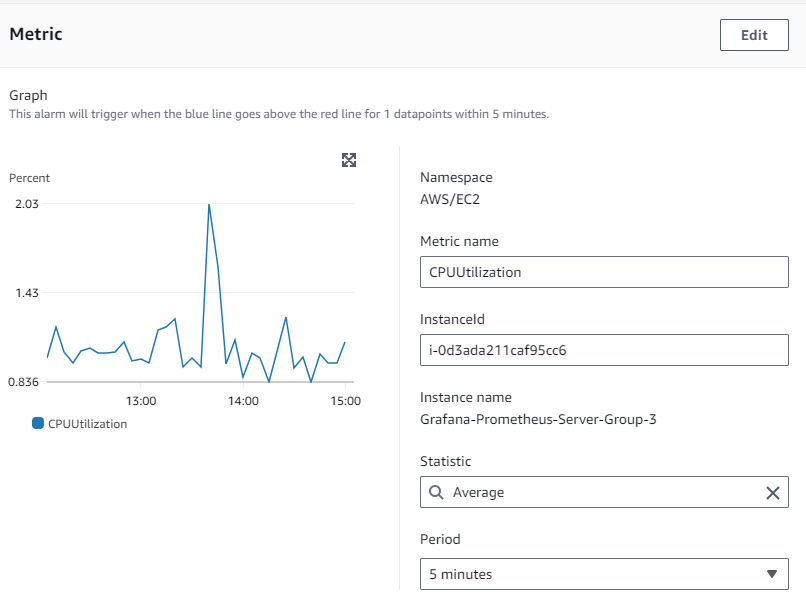 Metric
Edit
Graph
This alarm will trigger when the blue line goes above the red line for 1 datapoints within 5 minutes.
Percent
2.03
1.43
0.836
13:00
14:00
15:00
CPUUtilization
Namespace
AWS/EC2
Metric name
CPUUtilization
InstanceId
i-0d3ada211caf95cc6
Instance name
Grafana-Prometheus-Server-Group-3
Statistic
Average
Period
5 minutes